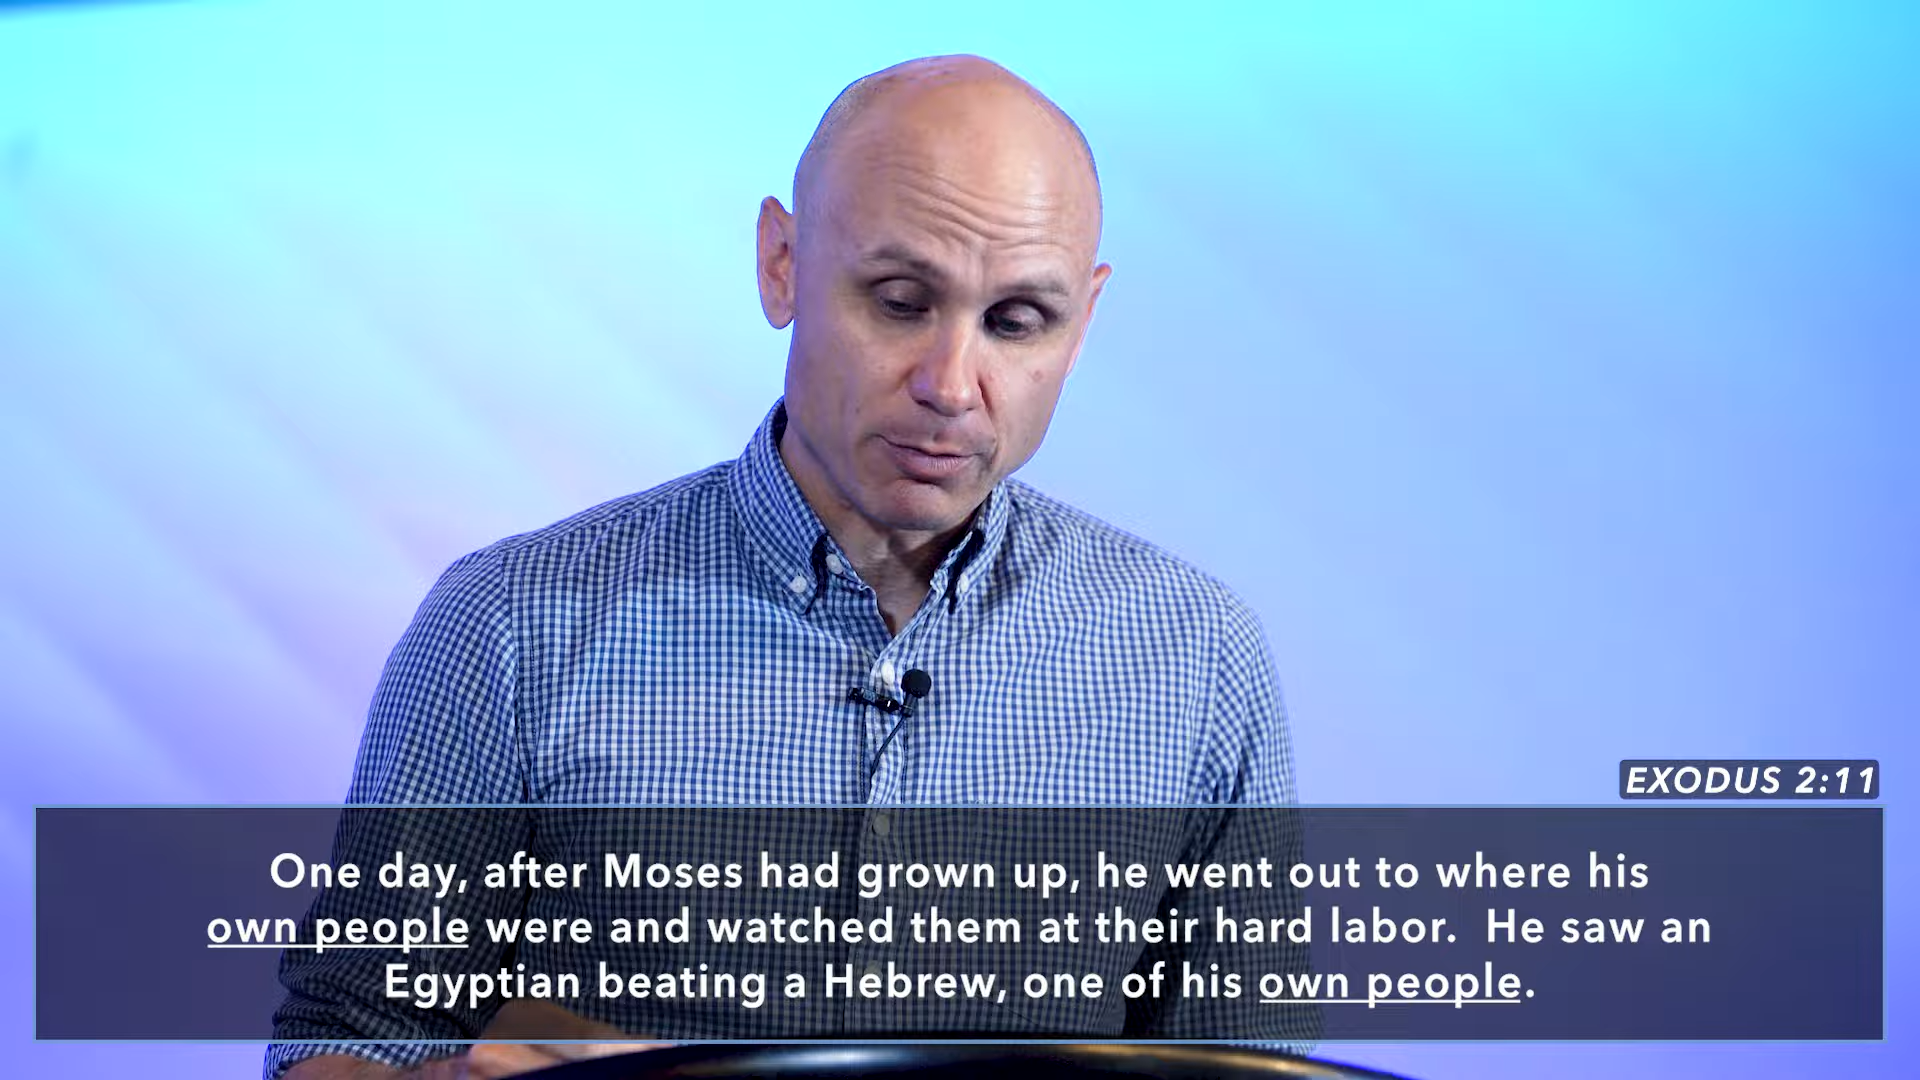 EXODUS 2:11
One day, after Moses had grown up, he went out to where his
own people were and watched them at their hard labor.  He saw an
Egyptian beating a Hebrew, one of his own people.